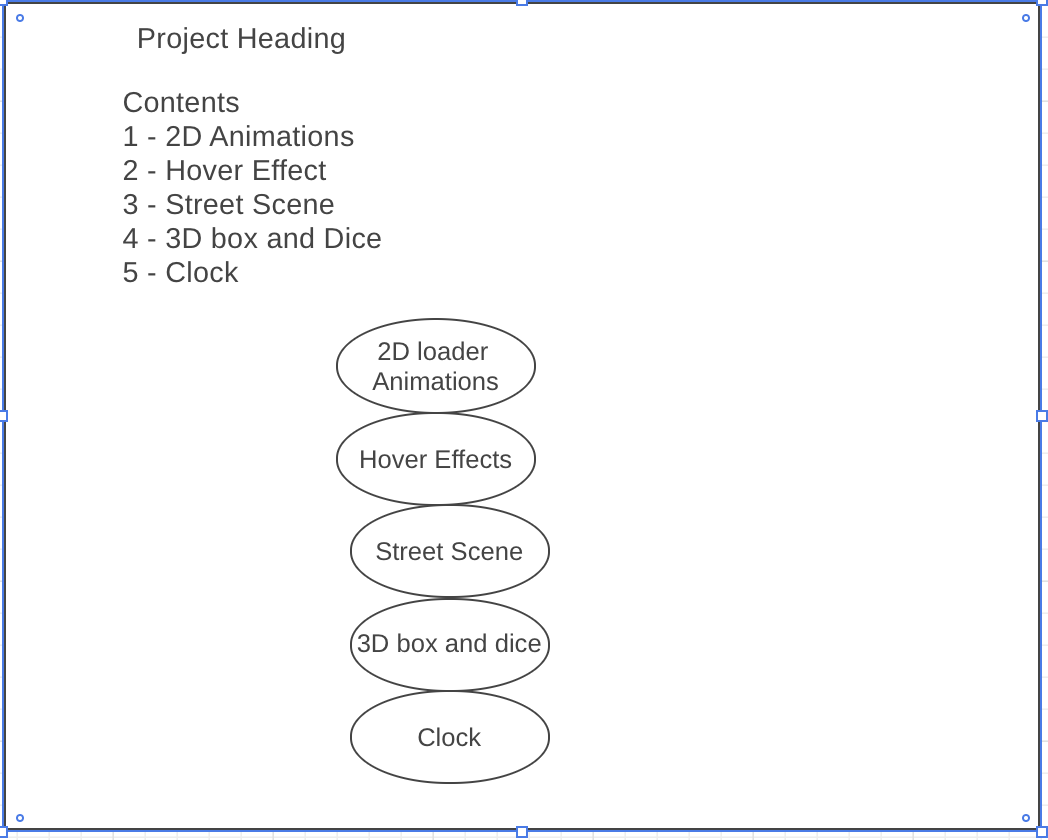 Project Heading
Contents
1 - 2D Animations
2 - Hover Effect
3 - Street Scene
4 - 3D box and Dice
5 - Clock
2D loader
Animations
Hover Effects
Street Scene
3D box and dice
Clock